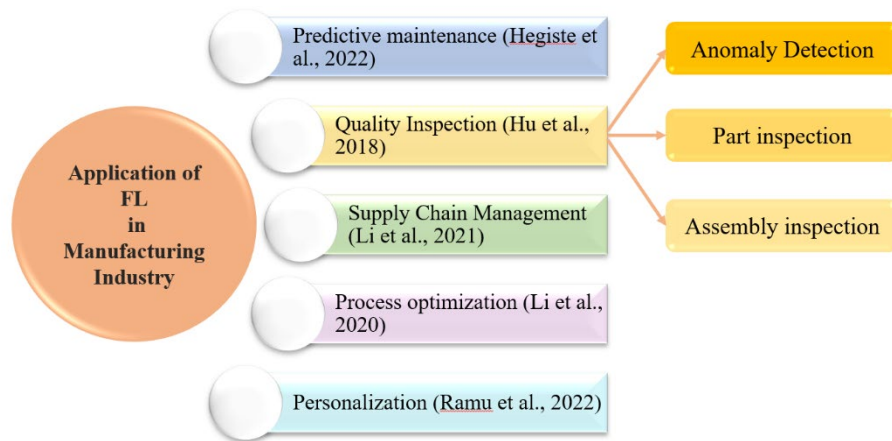 Application of
FL
in
Manufacturing
Industry
Predictive maintenance (Hegiste et
al., 2022)
Quality Inspection (Hu et al.,
2018)
Supply Chain Management
(Li et al., 2021)
Process optimization (Li et al.,
2020)
Personalization (Ramu et al., 2022)
Anomaly Detection
Part inspection
Assembly inspection